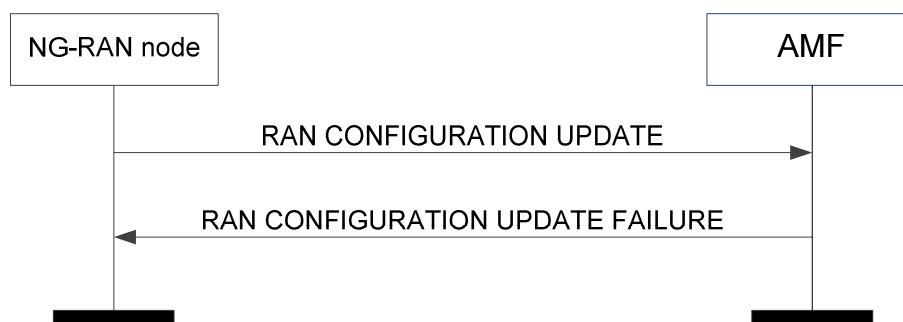 NG-RAN node
AMF
RAN CONFIGURATION UPDATE
RAN CONFIGURATION UPDATE FAILURE